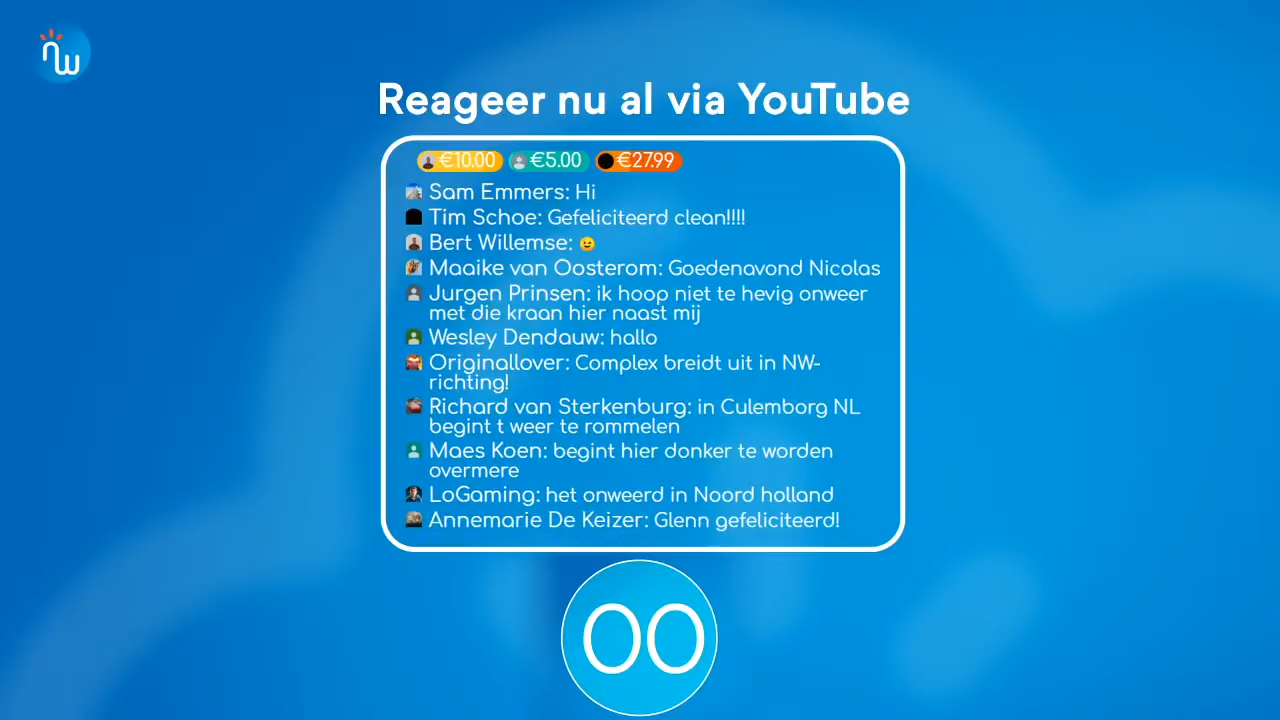 nw
Reageer nu al via YouTube
€10.00 €5.00 €27.99
Sam Emmers: Hi
Tim Schoe: Gefeliciteerd clean!!!!
Bert Willemse: 😉
Maaike van Oosterom: Goedenavond Nicolas
Jurgen Prinsen: ik hoop niet te hevig onweer
met die kraan hier naast mij
Wesley Dendauw: hallo
Originallover: Complex breidt uit in NW-
richting!
Richard van Sterkenburg: in Culemborg NL
begint t weer te rommelen
Maes Koen: begint hier donker te worden
overmere
LoGaming: het onweerd in Noord holland
Annemarie De Keizer: Glenn gefeliciteerd!
00